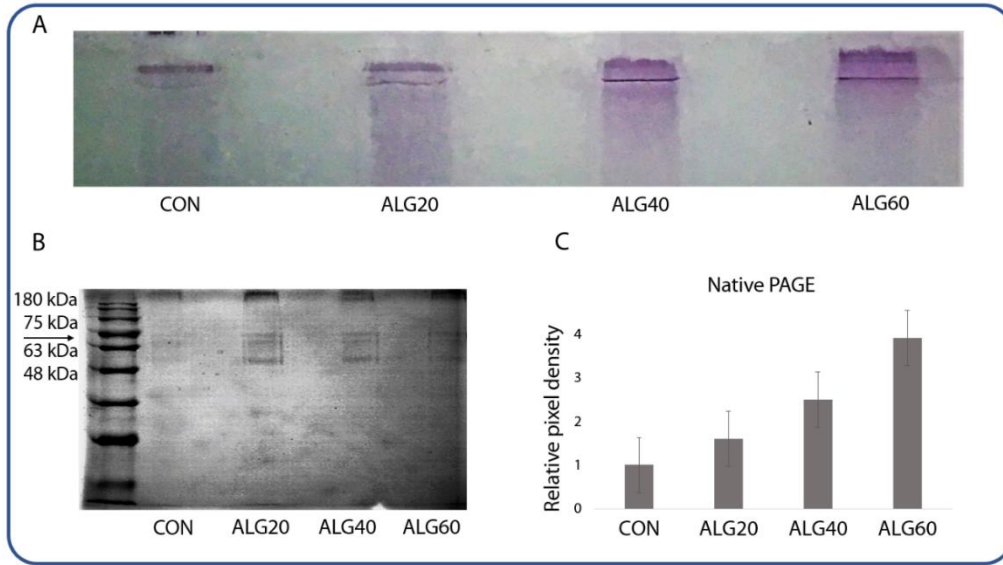 A
CON ALG20 ALG40 ALG60
B
180 kDa
75 kDa
63 kDa
48 kDa
CON ALG20 ALG40 ALG60
C
Native PAGE
Relative pixel density
4
3
2
1
0
CON ALG20 ALG40 ALG60